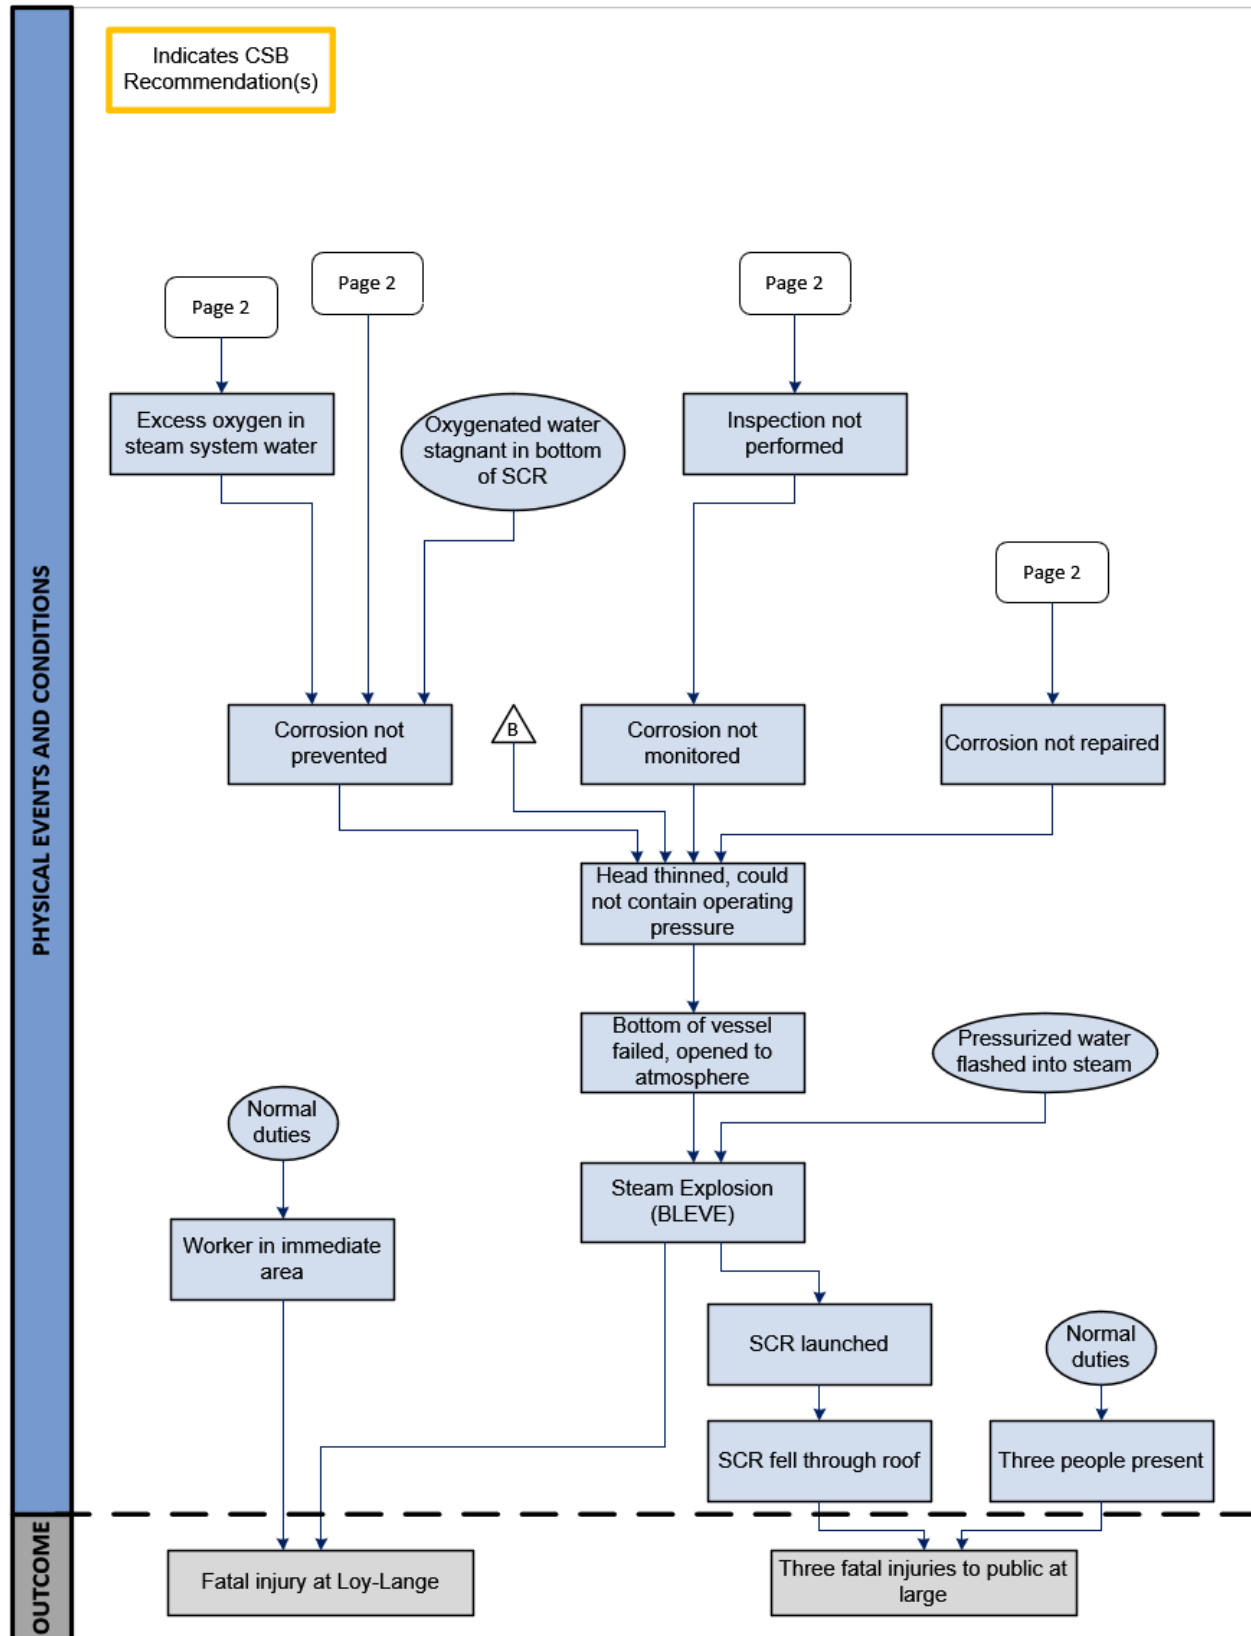 Indicates CSB
Recommendation(s)
Page 2
Page 2
Page 2
Excess oxygen in
steam system water
Oxygenated water
stagnant in bottom
of SCR
Inspection not
performed
Page 2
PHYSICAL EVENTS AND CONDITIONS
Corrosion not
prevented
B
Corrosion not
monitored
Corrosion not repaired
Head thinned, could
not contain operating
pressure
Bottom of vessel
failed, opened to
atmosphere
Pressurized water
flashed into steam
Normal
duties
Steam Explosion
(BLEVE)
Worker in immediate
area
SCR launched
Normal
duties
SCR fell through roof
Three people present
OUTCOME
Fatal injury at Loy-Lange
Three fatal injuries to public at
large